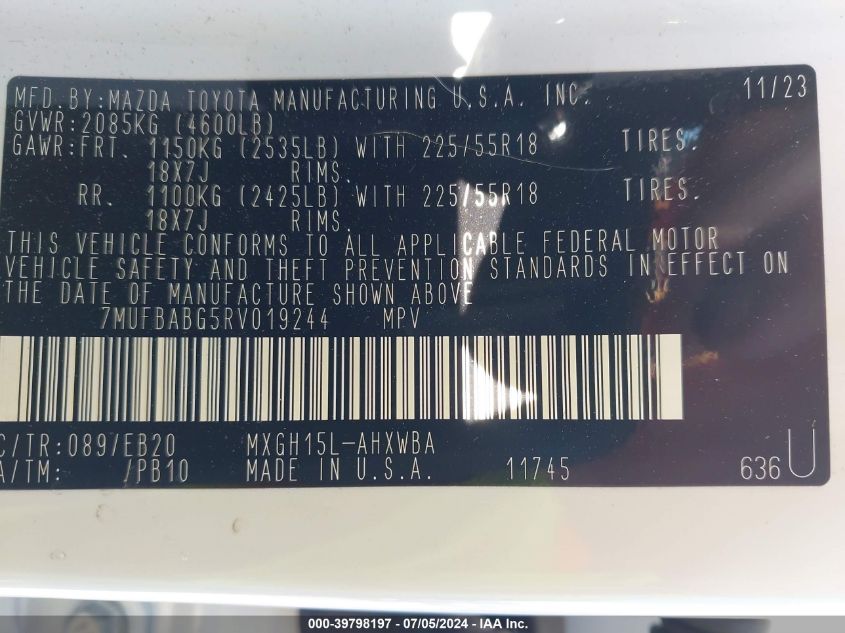 MFD.BY:MAZDA TOYOTA MANUFACTURING U.S.A. INC. 11/23
GVWR:2085KG (4600LB)
GAWR:FRT. 1150KG (2535LB) WITH 225/55R18 TIRES.
18X7J RIMS.
RR. 1100KG (2425LB) WITH 225/55R18 TIRES.
18X7J RIMS.
THIS VEHICLE CONFORMS TO ALL APPLICABLE FEDERAL MOTOR
VEHICLE SAFETY AND THEFT PREVENTION STANDARDS IN EFFECT ON
THE DATE OF MANUFACTURE SHOWN ABOVE
7MUFBABG5RV019244 MPV
C/TR:089/EB20 MXGH15L-AHXWBA
A/TM: /PB10 MADE IN U.S.A. 11745 636 U
000-39798197 - 07/05/2024 - IAA Inc.